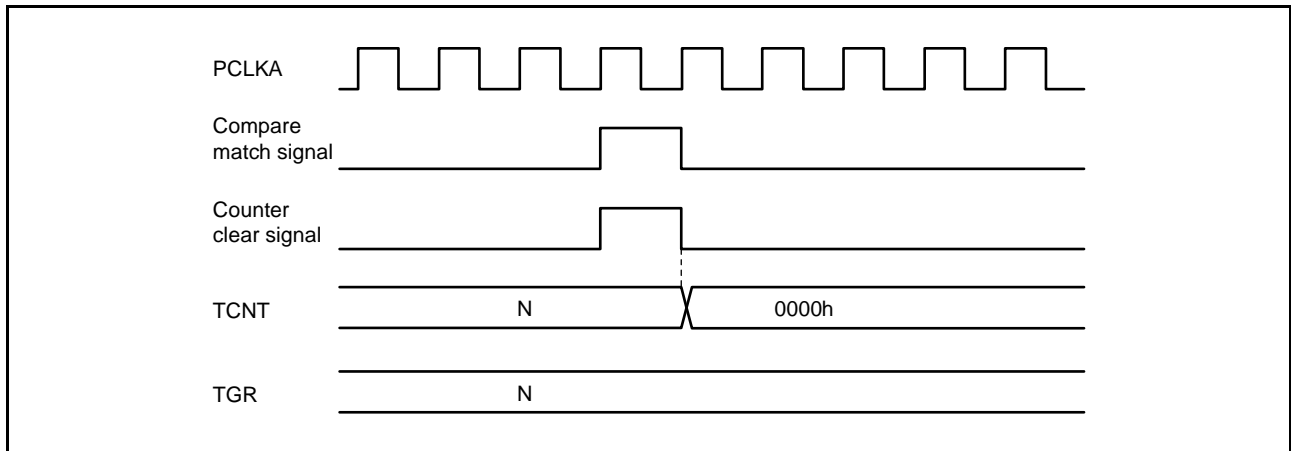 PCLKA
Compare
match signal
Counter
clear signal
TCNT
N
0000h
TGR
N